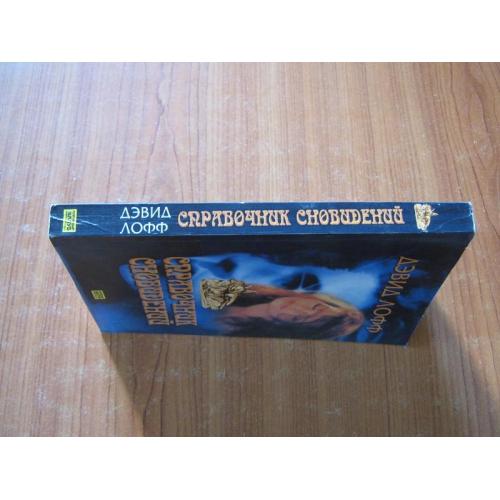 ДЭВИД
ЛОФФ
СПРАВОЧНИК СНОВИДЕНИЙ
ДЭВИД ЛОФФ
СПРАВОЧНИК
СНОВИДЕНИЙ